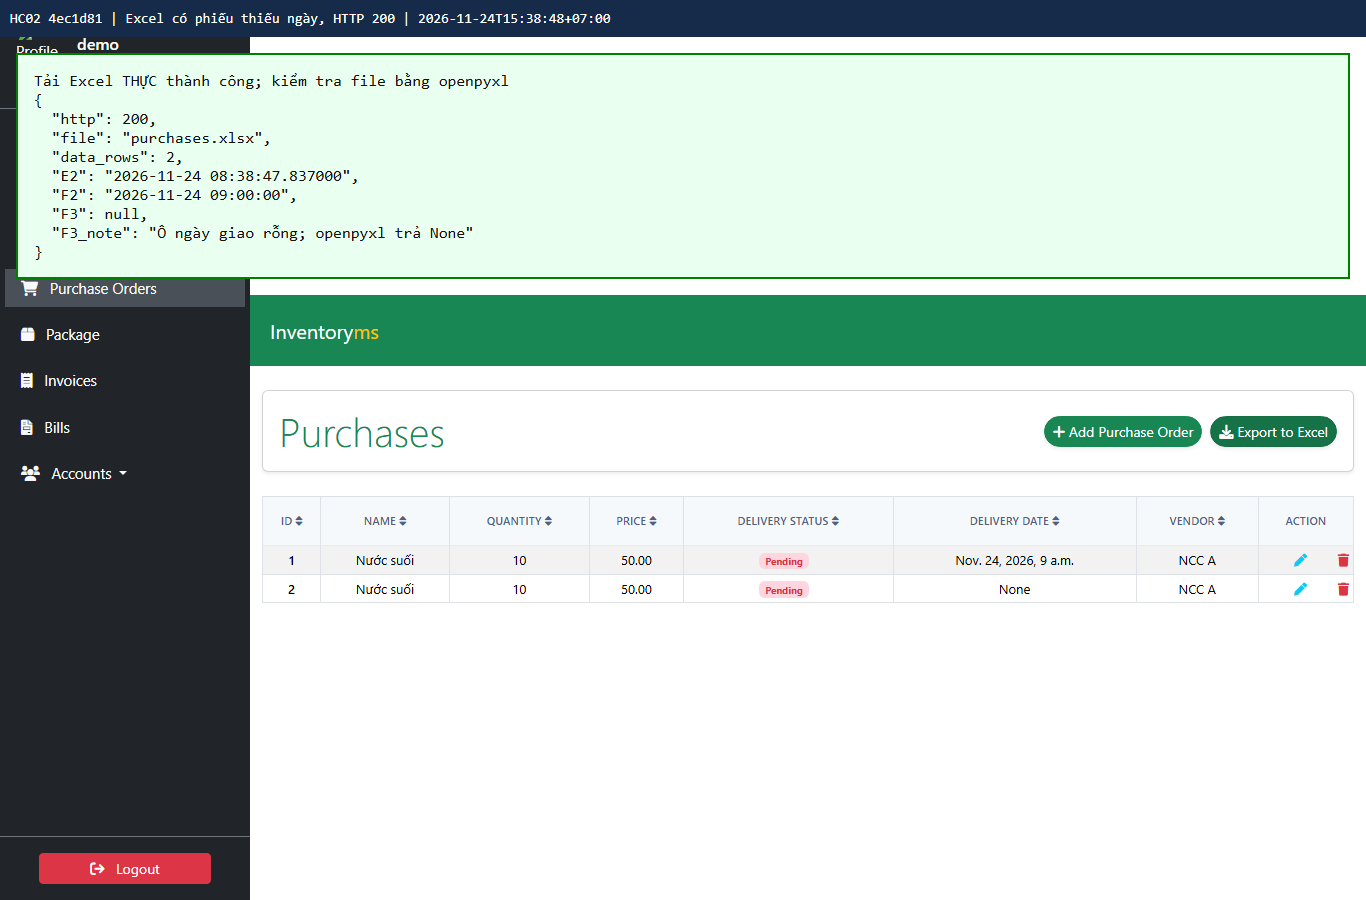 HC02 4ec1d81 | Excel có phiếu thiếu ngày, HTTP 200 | 2026-11-24T15:38:48+07:00
Profile
demo
Tải Excel THỰC thành công; kiểm tra file bằng openpyxl
{
"http": 200,
"file": "purchases.xlsx",
"data_rows": 2,
"E2": "2026-11-24 08:38:47.837000",
"F2": "2026-11-24 09:00:00",
"F3": null,
"F3_note": "Ô ngày giao rỗng; openpyxl trả None"
}
Purchase Orders
Package
Invoices
Bills
Accounts
Logout
Inventoryms
Purchases
Add Purchase Order
Export to Excel
ID NAME QUANTITY PRICE DELIVERY STATUS DELIVERY DATE VENDOR ACTION
1 Nước suối 10 50.00 Pending Nov. 24, 2026, 9 a.m. NCC A
2 Nước suối 10 50.00 Pending None NCC A